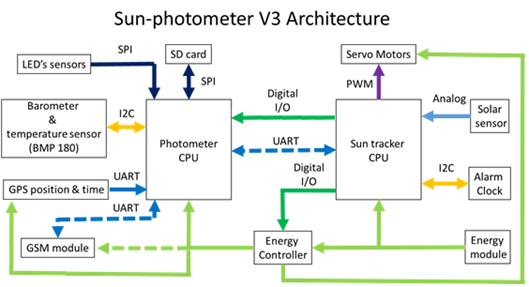 Sun-photometer V3 Architecture
SPI
LED's sensors
SD card
SPI
Servo Motors
PWM
Barometer
&
temperature sensor
(BMP 180)
I2C
Photometer
CPU
Digital
I/O
UART
Digital
I/O
Sun tracker
CPU
Analog
Solar
sensor
I2C
Alarm
Clock
GPS position & time
UART
UART
GSM module
Energy
Controller
Energy
module